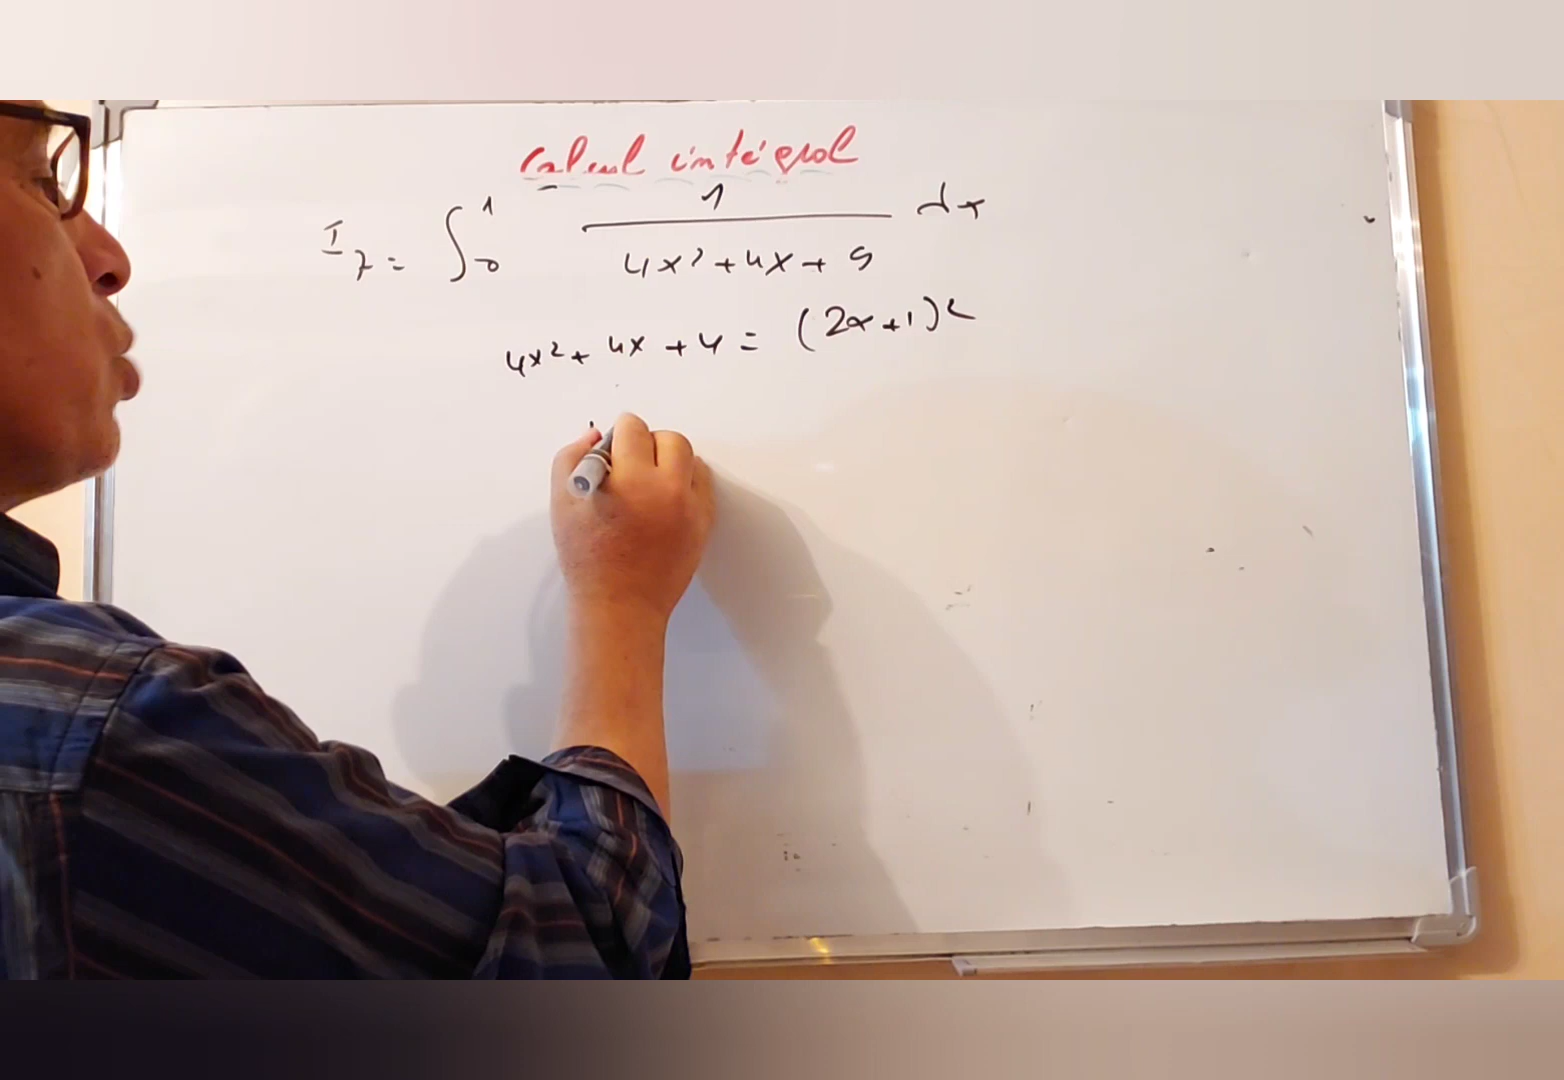 Calcul intégral
I₇ = ∫₀¹ 1/(4x²+4x+5) dx
4x² + 4x + 4 = (2x+1)²